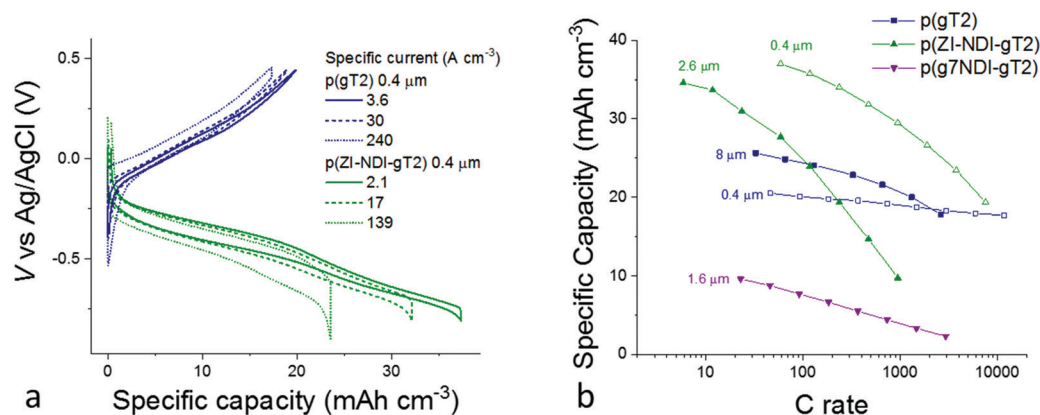 0.5
0.0
-0.5
V vs Ag/AgCl (V)
0
10
20
30
Specific capacity (mAh cm⁻³)
Specific current (A cm⁻³)
p(gT2) 0.4 μm
3.6
30
240
p(ZI-NDI-gT2) 0.4 μm
2.1
17
139
a
40
30
20
10
0
Specific Capacity (mAh cm⁻³)
10
100
1000
10000
C rate
2.6 μm
0.4 μm
8 μm
0.4 μm
1.6 μm
p(gT2)
p(ZI-NDI-gT2)
p(g7NDI-gT2)
b